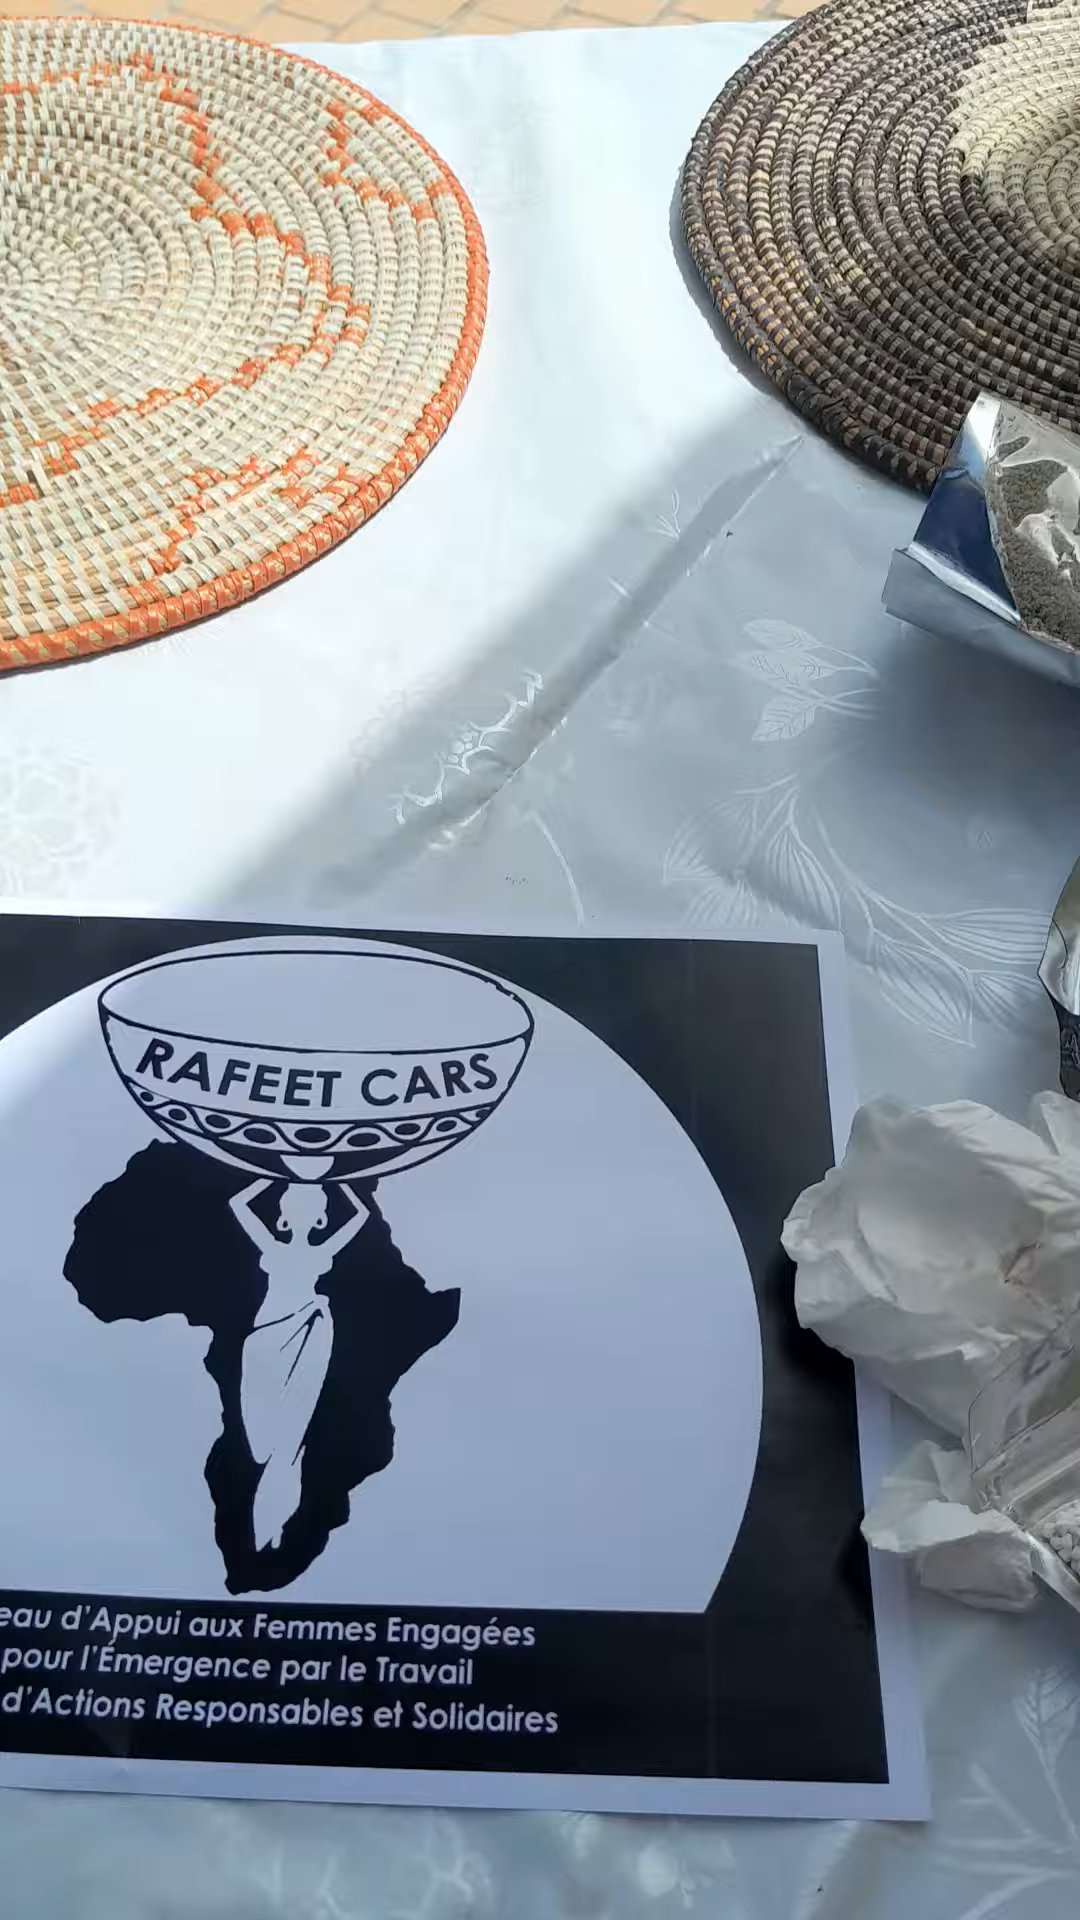 RAFEET CARS
eau d'Appui aux Femmes Engagées
pour l'Émergence par le Travail
d'Actions Responsables et Solidaires